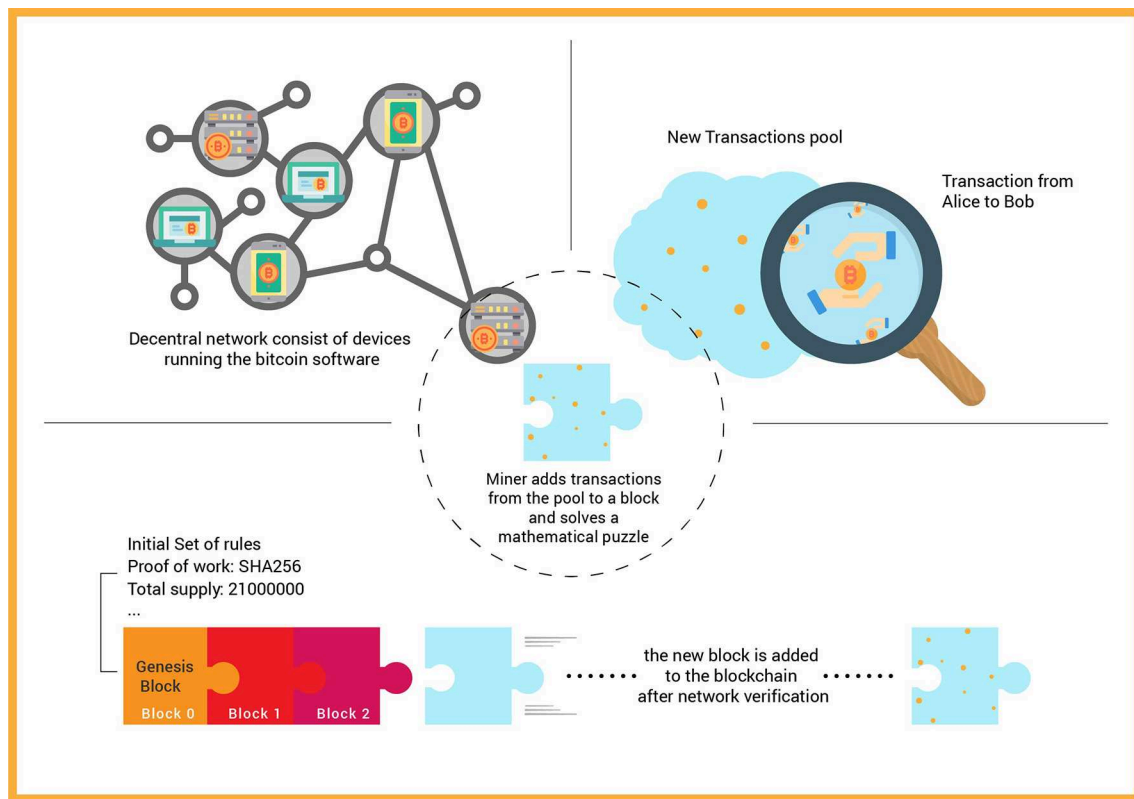 New Transactions pool
Transaction from
Alice to Bob
Decentral network consist of devices
running the bitcoin software
Miner adds transactions
from the pool to a block
and solves a
mathematical puzzle
Initial Set of rules
Proof of work: SHA256
Total supply: 21000000
...
Genesis
Block
Block 0
Block 1
Block 2
the new block is added
to the blockchain
after network verification